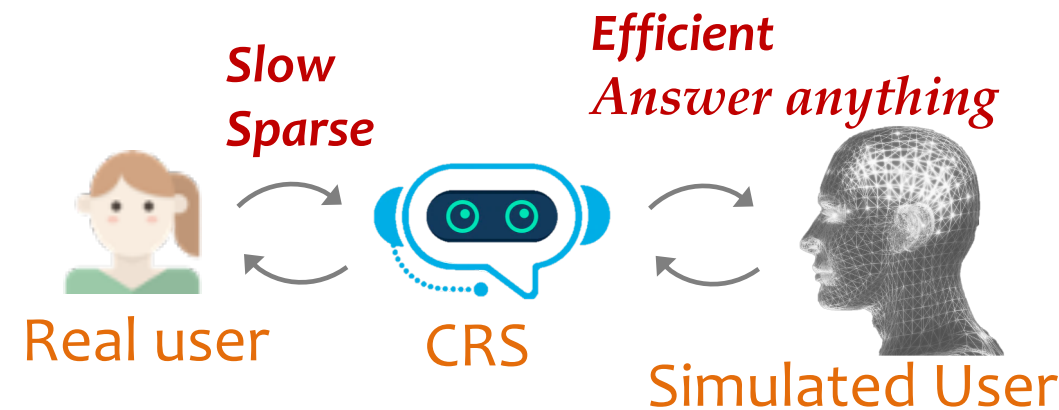 Slow
Sparse
Efficient
Answer anything
Real user
CRS
Simulated User